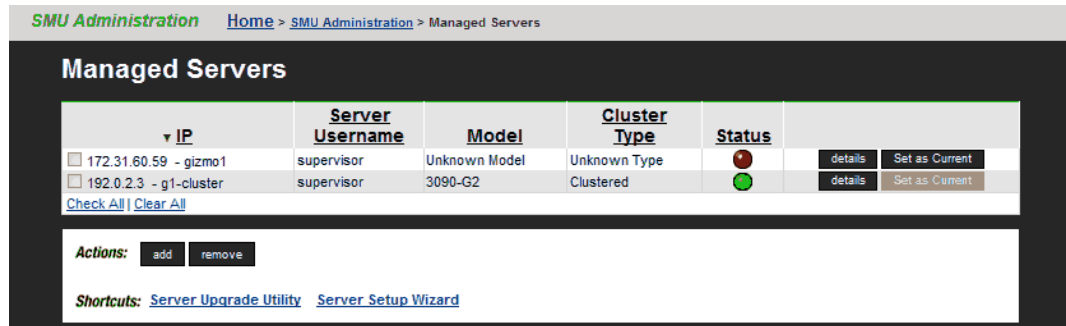 SMU Administration Home > SMU Administration > Managed Servers
Managed Servers
▼ IP Server Username Model Cluster Type Status
172.31.60.59 - gizmo1 supervisor Unknown Model Unknown Type details Set as Current
192.0.2.3 - g1-cluster supervisor 3090-G2 Clustered details Set as Current
Check All | Clear All
Actions: add remove
Shortcuts: Server Upgrade Utility Server Setup Wizard